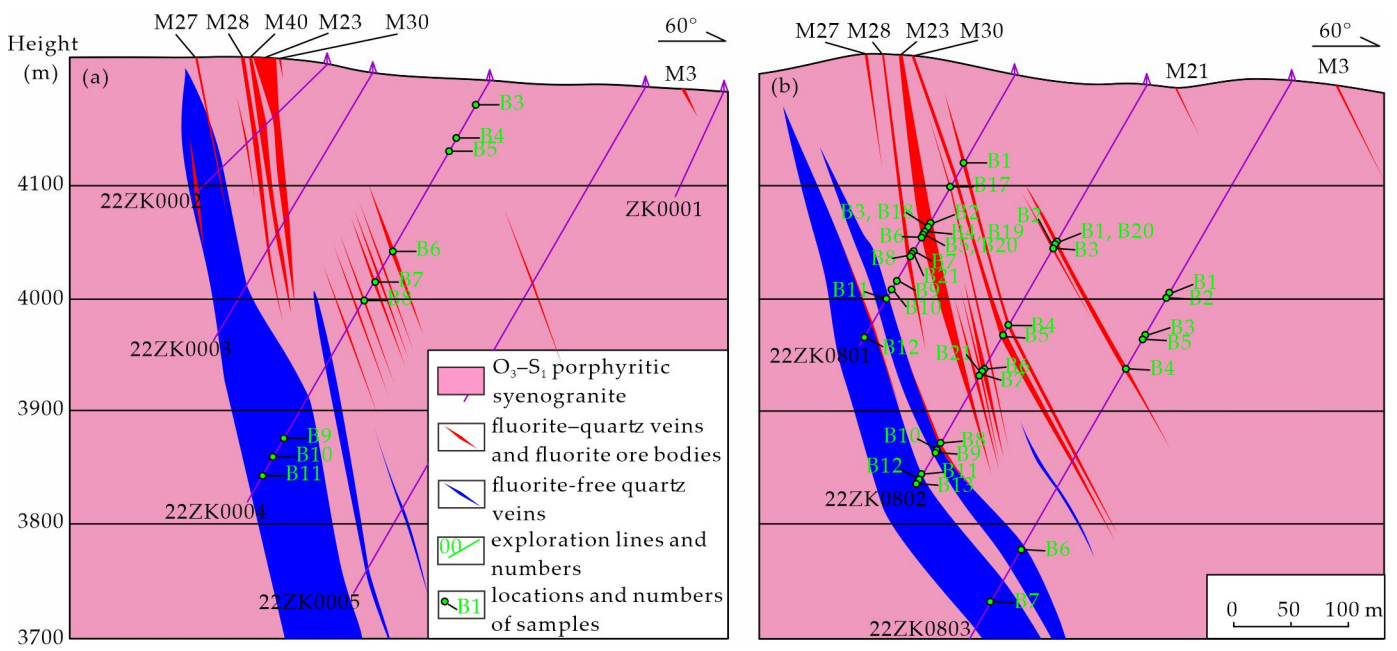 M27 M28 M40 M23 M30
60°
Height
(m)
(a)
M3
B3
B4
B5
4100
22ZK0002
ZK0001
B6
B7
B8
4000
22ZK0003
3900
B9
B10
B11
22ZK0004
3800
22ZK0005
3700
O₃–S₁ porphyritic
syenogranite
fluorite–quartz veins
and fluorite ore bodies
fluorite-free quartz
veins
00
exploration lines and
numbers
B1
locations and numbers
of samples
M27 M28 M23 M30
60°
(b)
M21
M3
B1
B17
B3, B18
B2
B6
B4, B19
B5, B20
B8
B7
B21
B9
B11
B10
B12
22ZK0801
B2
B1, B20
B3
B1
B2
B4
B5
B3
B5
B4
B21
B6
B7
B10
B8
B9
B12
B11
B13
22ZK0802
B6
B7
22ZK0803
0 50 100 m